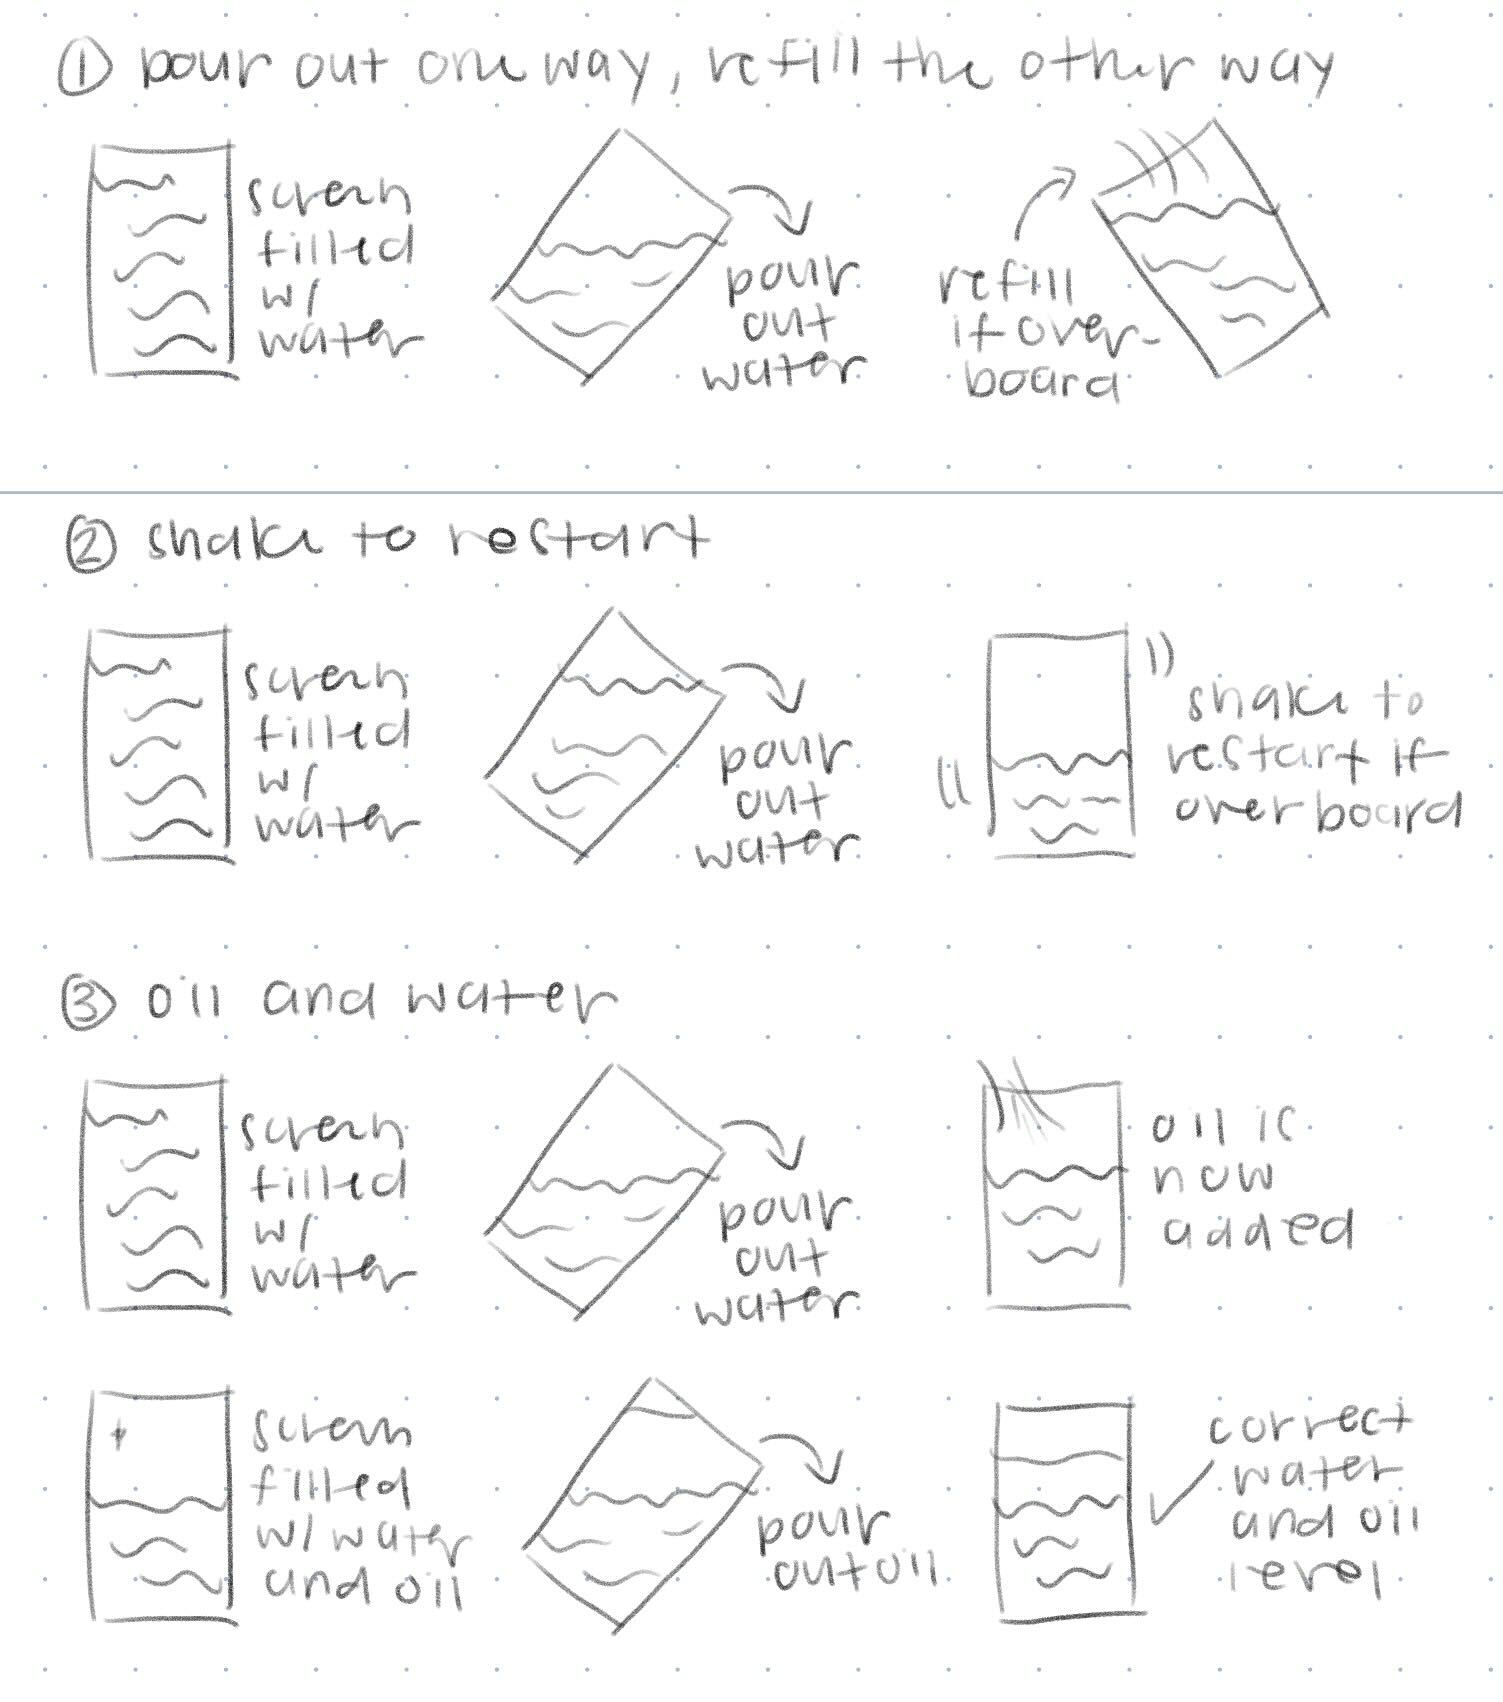 ① pour out one way, refill the other way
screen
filled
w/
water
pour
out
water
refill
if over-
board
② shake to restart
screen
filled
w/
water
pour
out
water
shake to
restart if
overboard
③ oil and water
screen
filled
w/
water
pour
out
water
oil is
now
added
screen
filled
w/ water
and oil
pour
out oil
correct
water
and oil
level